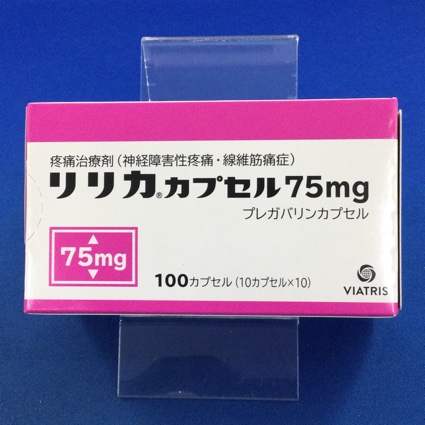 疼痛治療剤(神経障害性疼痛・線維筋痛症)
リリカ®カプセル75mg
プレガバリンカプセル
75mg
100カプセル(10カプセル×10)
VIATRIS